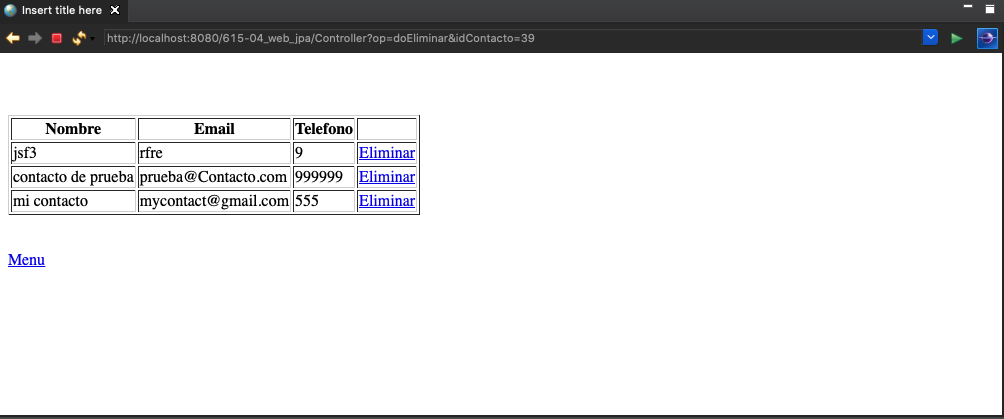 Insert title here
http://localhost:8080/615-04_web_jpa/Controller?op=doEliminar&idContacto=39
Nombre Email Telefono
jsf3 rfre 9 Eliminar
contacto de prueba prueba@Contacto.com 999999 Eliminar
mi contacto mycontact@gmail.com 555 Eliminar
Menu